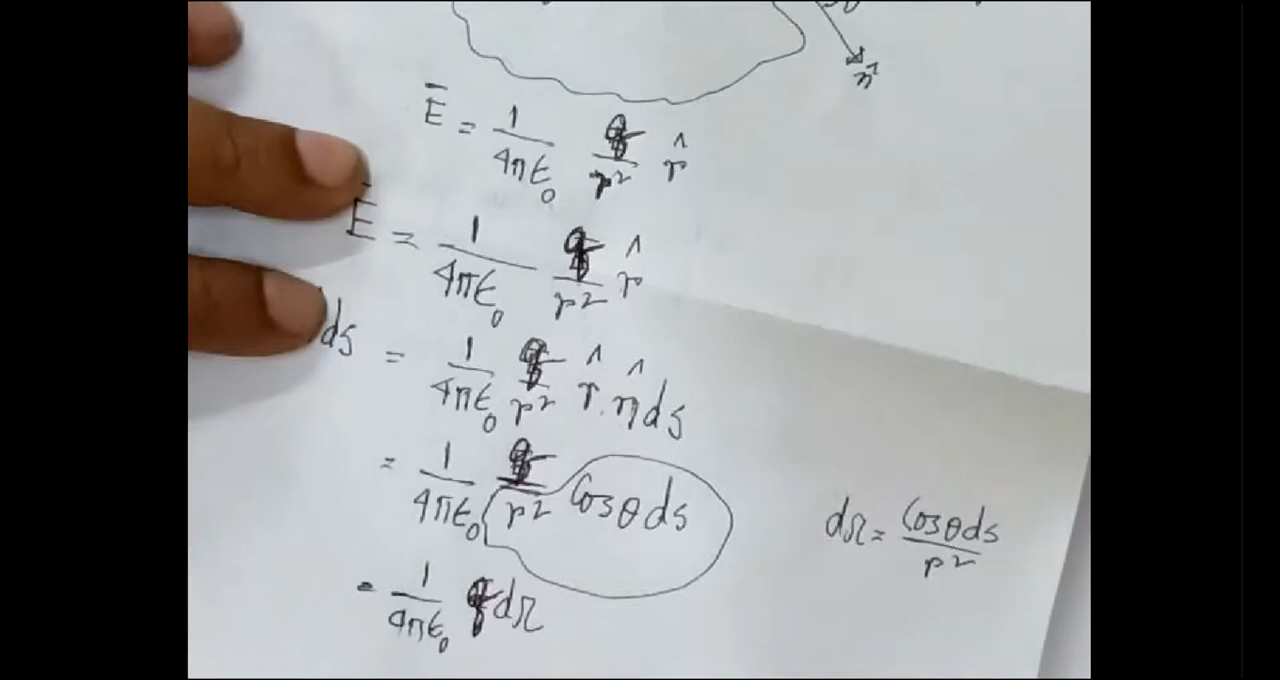 n̂
Ē = 1/4πϵ₀ q/r² r̂
Ē = 1/4πϵ₀ q/r² r̂
ds = 1/4πϵ₀ q/r² r̂.n̂ds
= 1/4πϵ₀ q/r² Cosθds
dΩ = Cosθds/r²
= 1/4πϵ₀ qdΩ